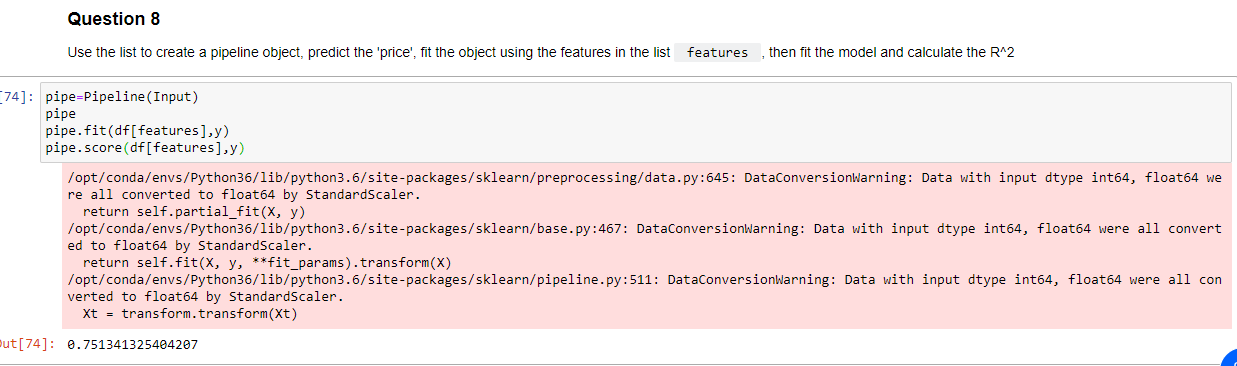 Question 8
Use the list to create a pipeline object, predict the 'price', fit the object using the features in the list features , then fit the model and calculate the R^2
[74]: pipe=Pipeline(Input)
pipe
pipe.fit(df[features],y)
pipe.score(df[features],y)
/opt/conda/envs/Python36/lib/python3.6/site-packages/sklearn/preprocessing/data.py:645: DataConversionWarning: Data with input dtype int64, float64 we
re all converted to float64 by StandardScaler.
return self.partial_fit(X, y)
/opt/conda/envs/Python36/lib/python3.6/site-packages/sklearn/base.py:467: DataConversionWarning: Data with input dtype int64, float64 were all convert
ed to float64 by StandardScaler.
return self.fit(X, y, **fit_params).transform(X)
/opt/conda/envs/Python36/lib/python3.6/site-packages/sklearn/pipeline.py:511: DataConversionWarning: Data with input dtype int64, float64 were all con
verted to float64 by StandardScaler.
Xt = transform.transform(Xt)
Out[74]: 0.751341325404207